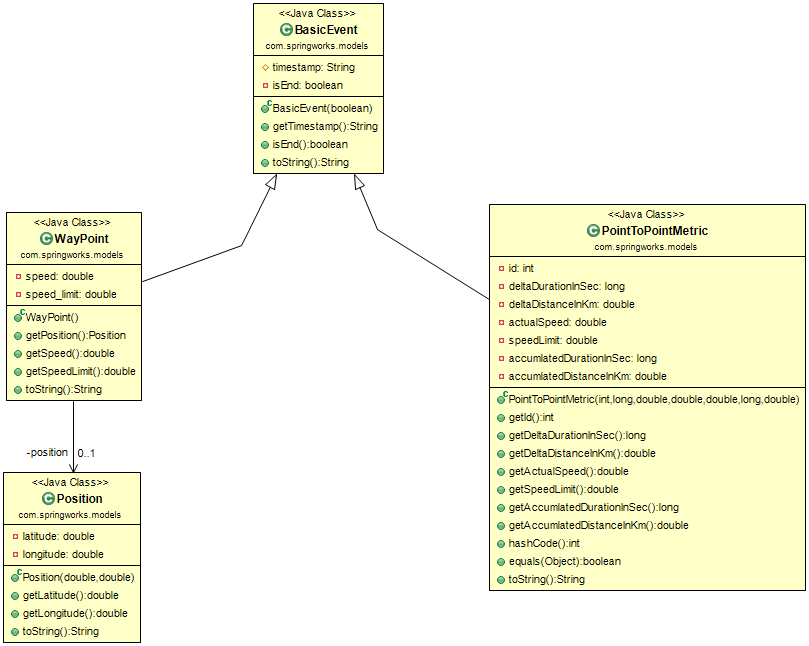 <<Java Class>>
BasicEvent
com.springworks.models
timestamp: String
isEnd: boolean
BasicEvent(boolean)
getTimestamp():String
isEnd():boolean
toString():String
<<Java Class>>
WayPoint
com.springworks.models
speed: double
speed_limit: double
WayPoint()
getPosition():Position
getSpeed():double
getSpeedLimit():double
toString():String
-position 0..1
<<Java Class>>
Position
com.springworks.models
latitude: double
longitude: double
Position(double,double)
getLatitude():double
getLongitude():double
toString():String
<<Java Class>>
PointToPointMetric
com.springworks.models
id: int
deltaDurationInSec: long
deltaDistanceInKm: double
actualSpeed: double
speedLimit: double
accumlatedDurationInSec: long
accumlatedDistanceInKm: double
PointToPointMetric(int,long,double,double,double,long,double)
getId():int
getDeltaDurationInSec():long
getDeltaDistanceInKm():double
getActualSpeed():double
getSpeedLimit():double
getAccumlatedDurationInSec():long
getAccumlatedDistanceInKm():double
hashCode():int
equals(Object):boolean
toString():String